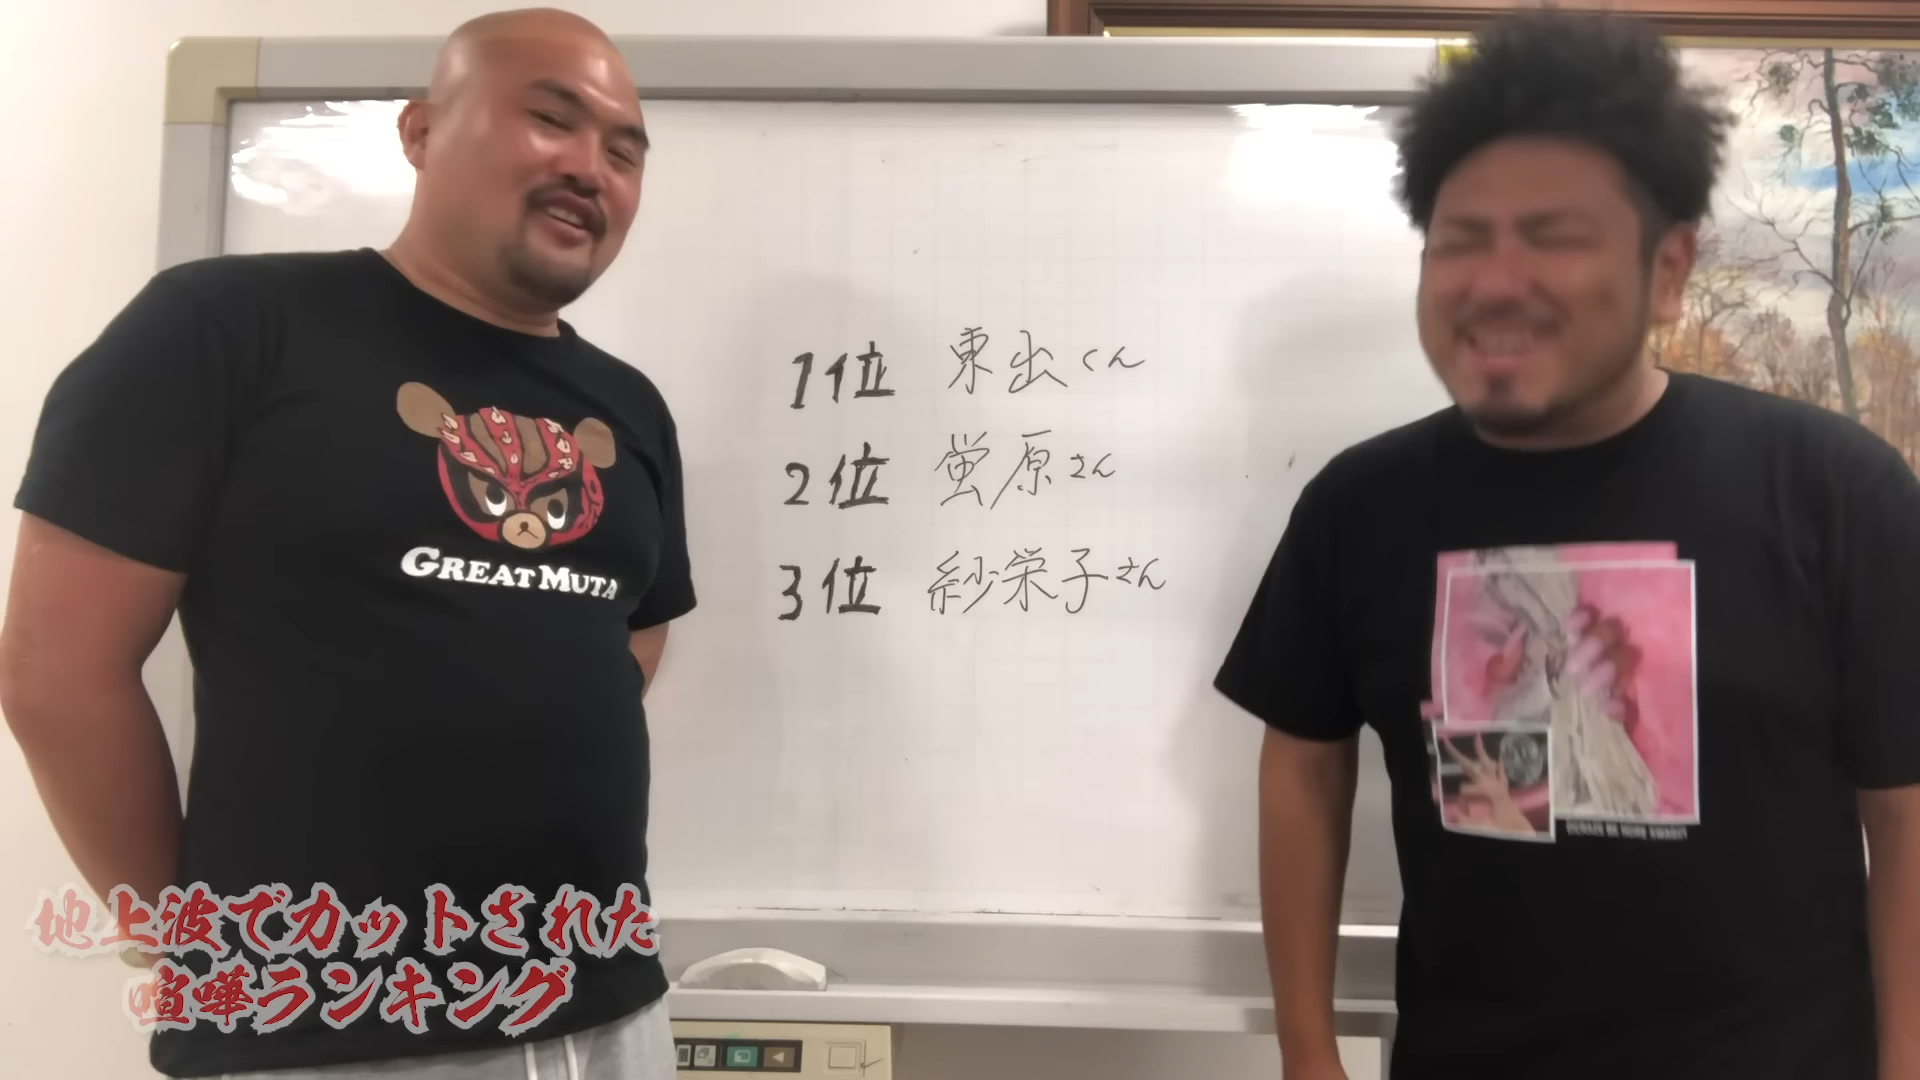 1位 東出くん
2位 蛍原さん
3位 紗栄子さん
GREAT MUTA
地上波でカットされた
喧嘩ランキング